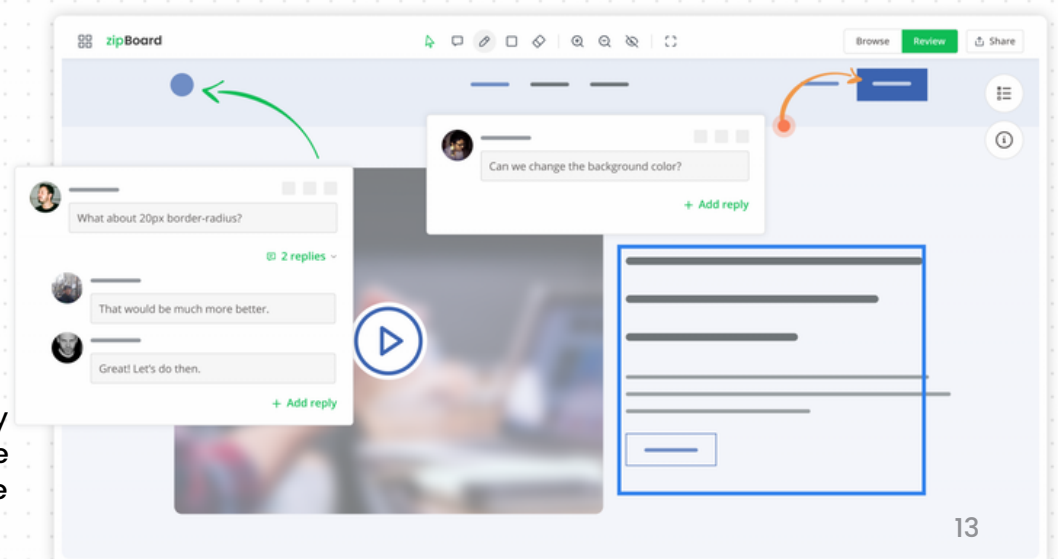 zipBoard
Browse
Review
Share
Can we change the background color?
+ Add reply
What about 20px border-radius?
2 replies
That would be much more better.
Great! Let's do then.
+ Add reply
y
e
e
13